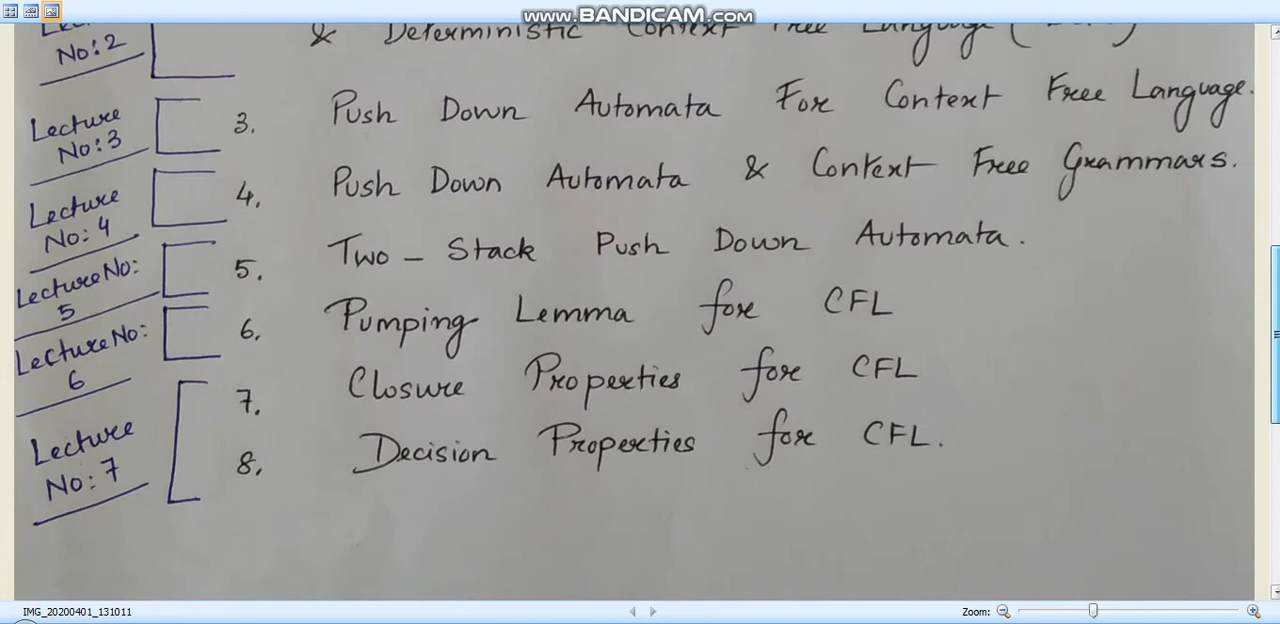 www.BANDICAM.com
No:2
& Deterministic Context Free Language (
Lecture No:3
3. Push Down Automata For Context Free Language.
Lecture No:4
4. Push Down Automata & Context Free Grammars.
Lecture No: 5
5. Two - Stack Push Down Automata.
Lecture No: 6
6. Pumping Lemma for CFL
Lecture No: 7
7. Closure Properties for CFL
8. Decision Properties for CFL.
IMG_20200401_131011
Zoom: